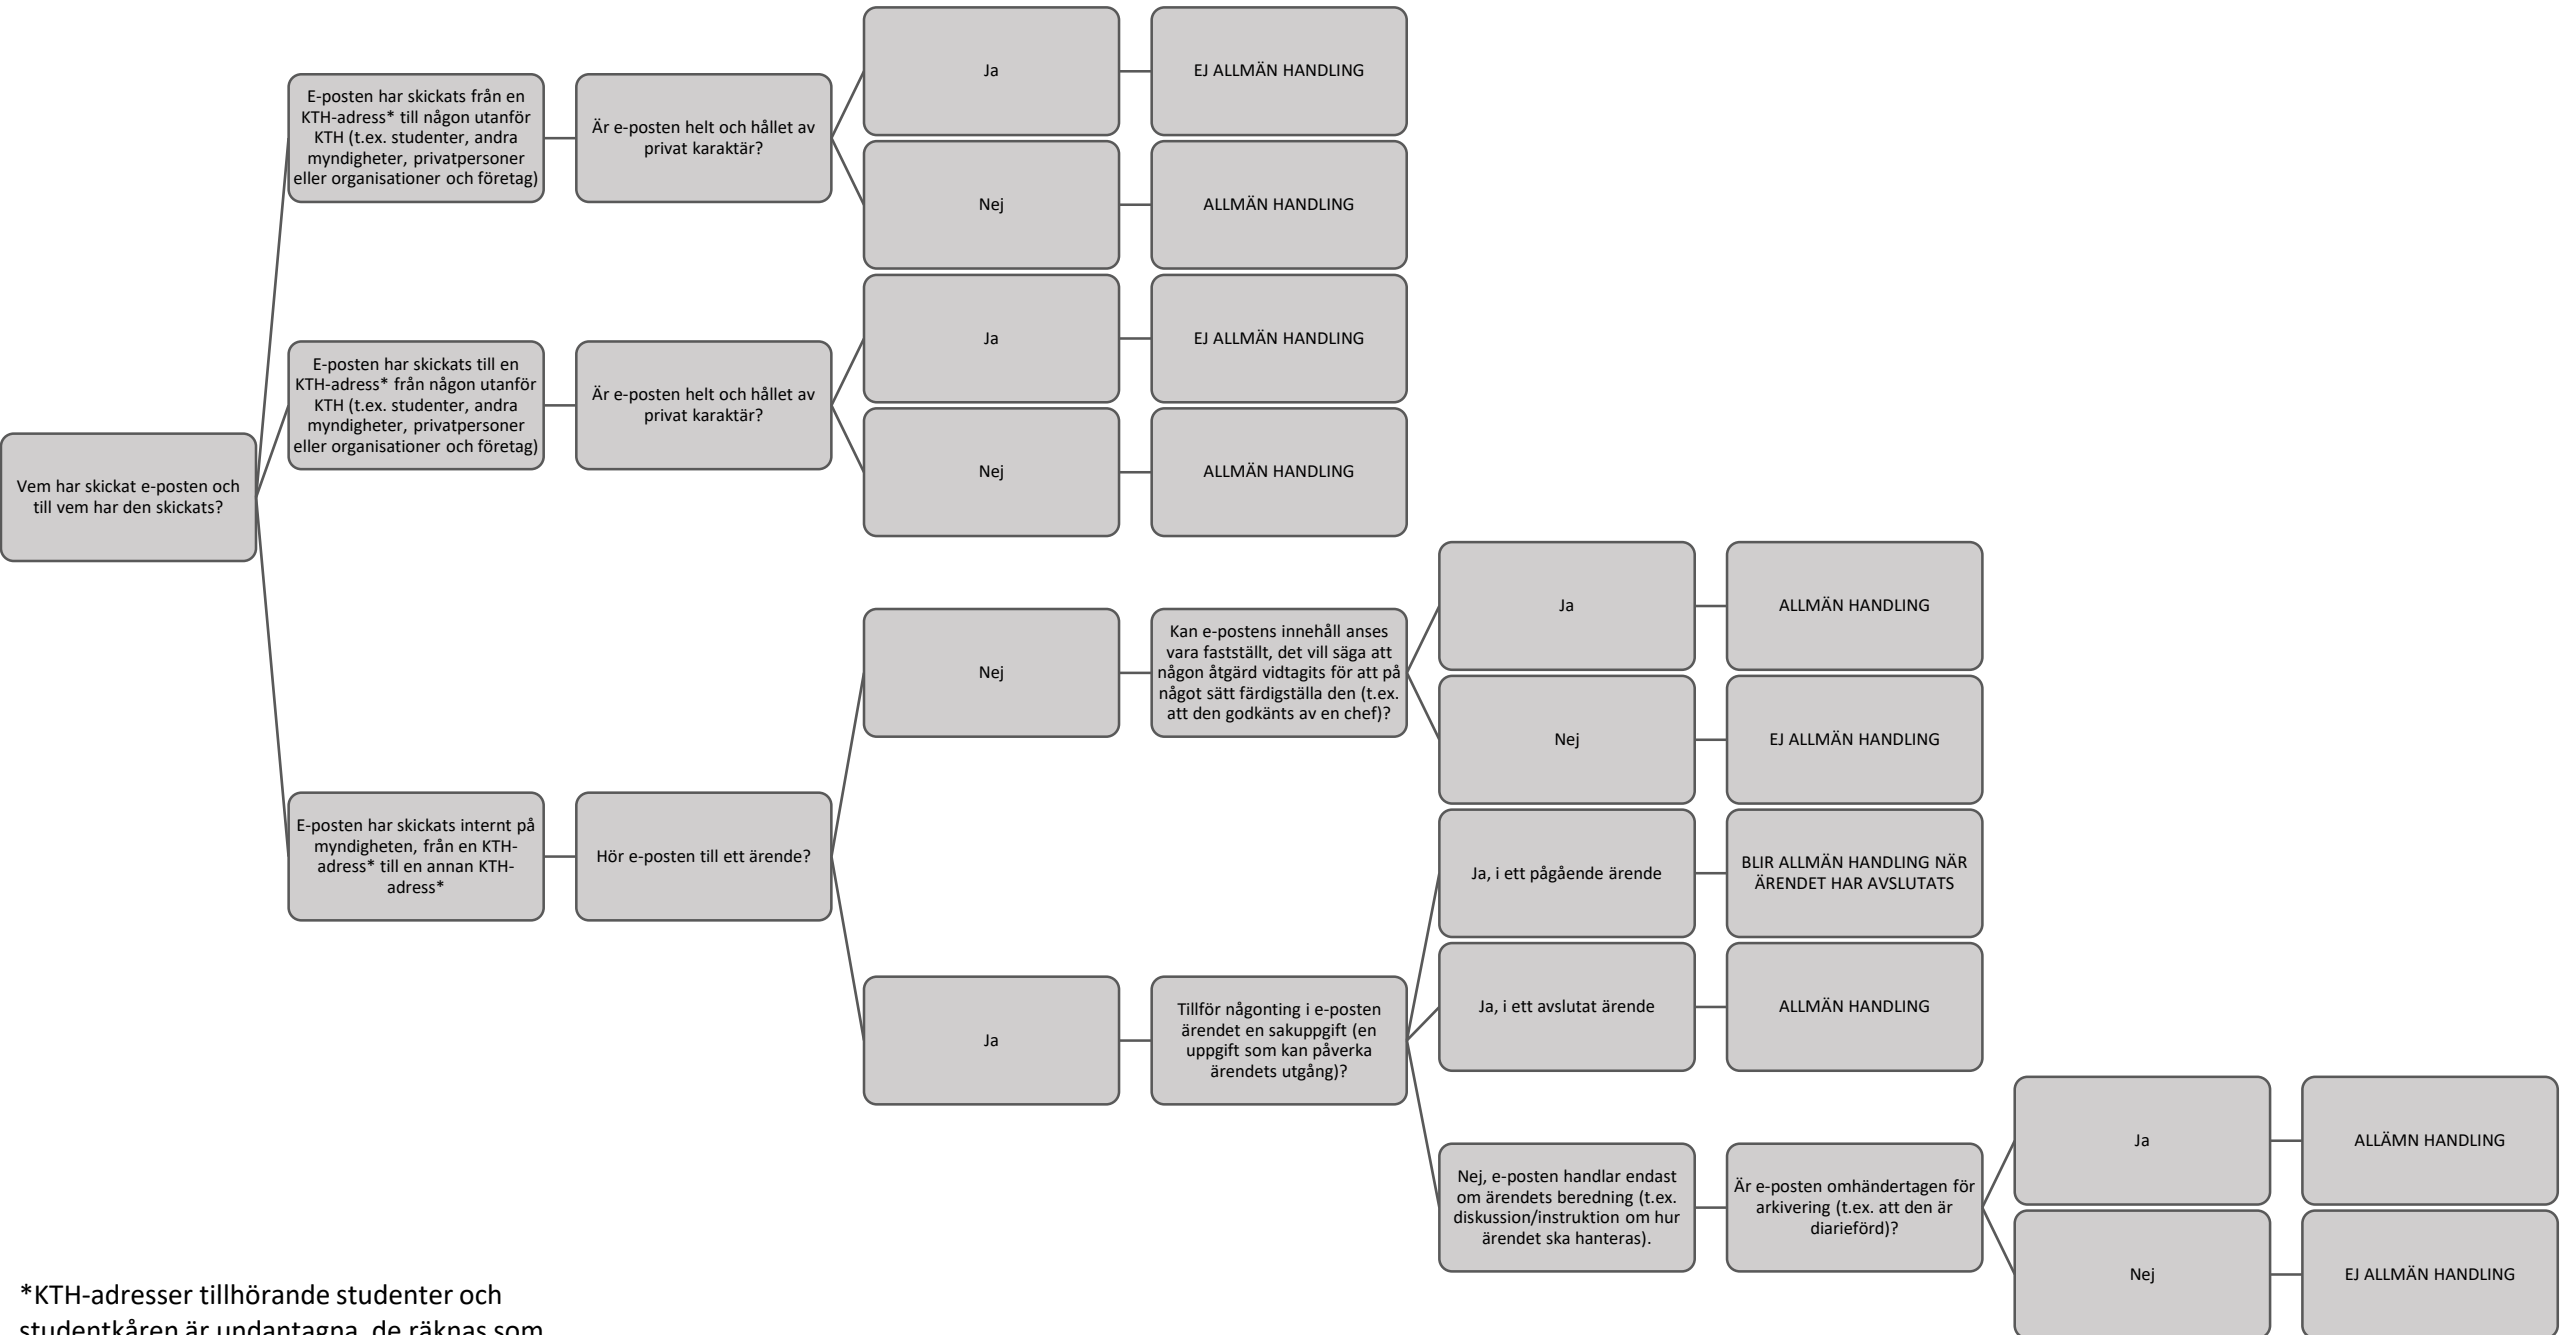 Vem har skickat e-posten och
till vem har den skickats?
E-posten har skickats från en
KTH-adress* till någon utanför
KTH (t.ex. studenter, andra
myndigheter, privatpersoner
eller organisationer och företag)
Är e-posten helt och hållet av
privat karaktär?
Ja
EJ ALLMÄN HANDLING
Nej
ALLMÄN HANDLING
E-posten har skickats till en
KTH-adress* från någon utanför
KTH (t.ex. studenter, andra
myndigheter, privatpersoner
eller organisationer och företag)
Är e-posten helt och hållet av
privat karaktär?
Ja
EJ ALLMÄN HANDLING
Nej
ALLMÄN HANDLING
E-posten har skickats internt på
myndigheten, från en KTH-
adress* till en annan KTH-
adress*
Hör e-posten till ett ärende?
Nej
Kan e-postens innehåll anses
vara fastställt, det vill säga att
någon åtgärd vidtagits för att på
något sätt färdigställa den (t.ex.
att den godkänts av en chef)?
Ja
ALLMÄN HANDLING
Nej
EJ ALLMÄN HANDLING
Ja
Tillför någonting i e-posten
ärendet en sakuppgift (en
uppgift som kan påverka
ärendets utgång)?
Ja, i ett pågående ärende
BLIR ALLMÄN HANDLING NÄR
ÄRENDET HAR AVSLUTATS
Ja, i ett avslutat ärende
ALLMÄN HANDLING
Nej, e-posten handlar endast
om ärendets beredning (t.ex.
diskussion/instruktion om hur
ärendet ska hanteras).
Är e-posten omhändertagen för
arkivering (t.ex. att den är
diarieförd)?
Ja
ALLÄMN HANDLING
Nej
EJ ALLMÄN HANDLING
*KTH-adresser tillhörande studenter och
studentkåren är undantagna, de räknas som